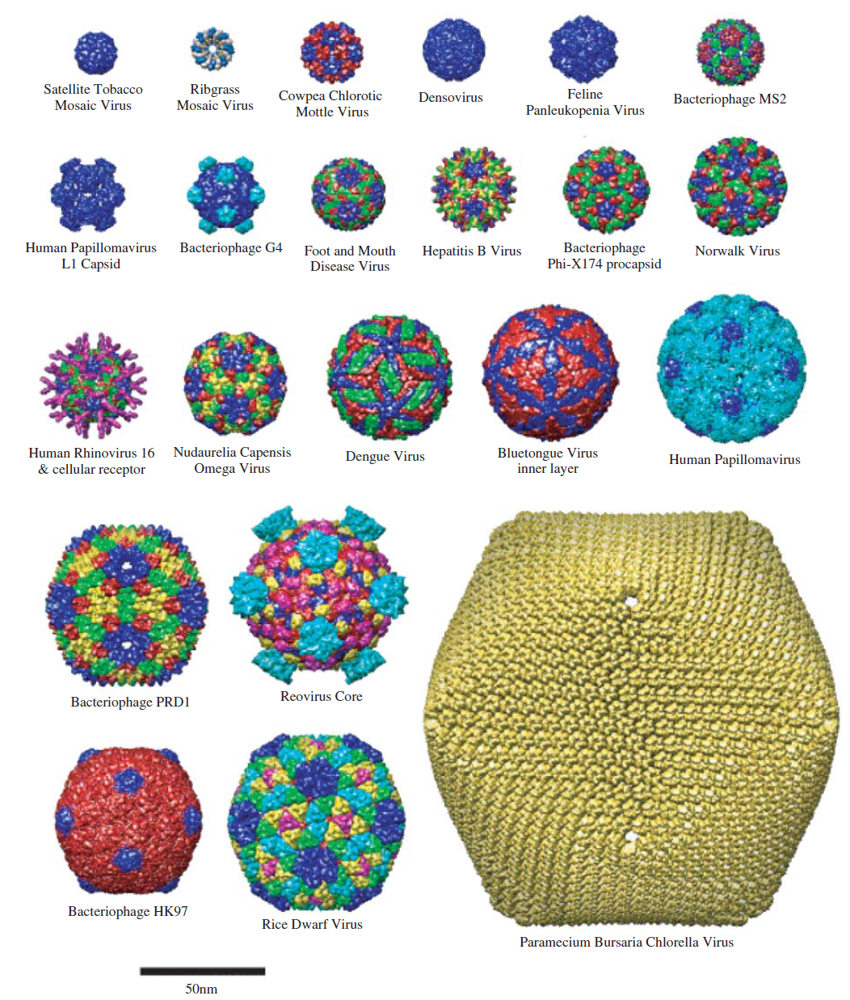 Satellite Tobacco
Mosaic Virus
Ribgrass
Mosaic Virus
Cowpea Chlorotic
Mottle Virus
Densovirus
Feline
Panleukopenia Virus
Bacteriophage MS2
Human Papillomavirus
L1 Capsid
Bacteriophage G4
Foot and Mouth
Disease Virus
Hepatitis B Virus
Bacteriophage
Phi-X174 procapsid
Norwalk Virus
Human Rhinovirus 16
& cellular receptor
Nudaurelia Capensis
Omega Virus
Dengue Virus
Bluetongue Virus
inner layer
Human Papillomavirus
Bacteriophage PRD1
Reovirus Core
Bacteriophage HK97
Rice Dwarf Virus
Paramecium Bursaria Chlorella Virus
50nm